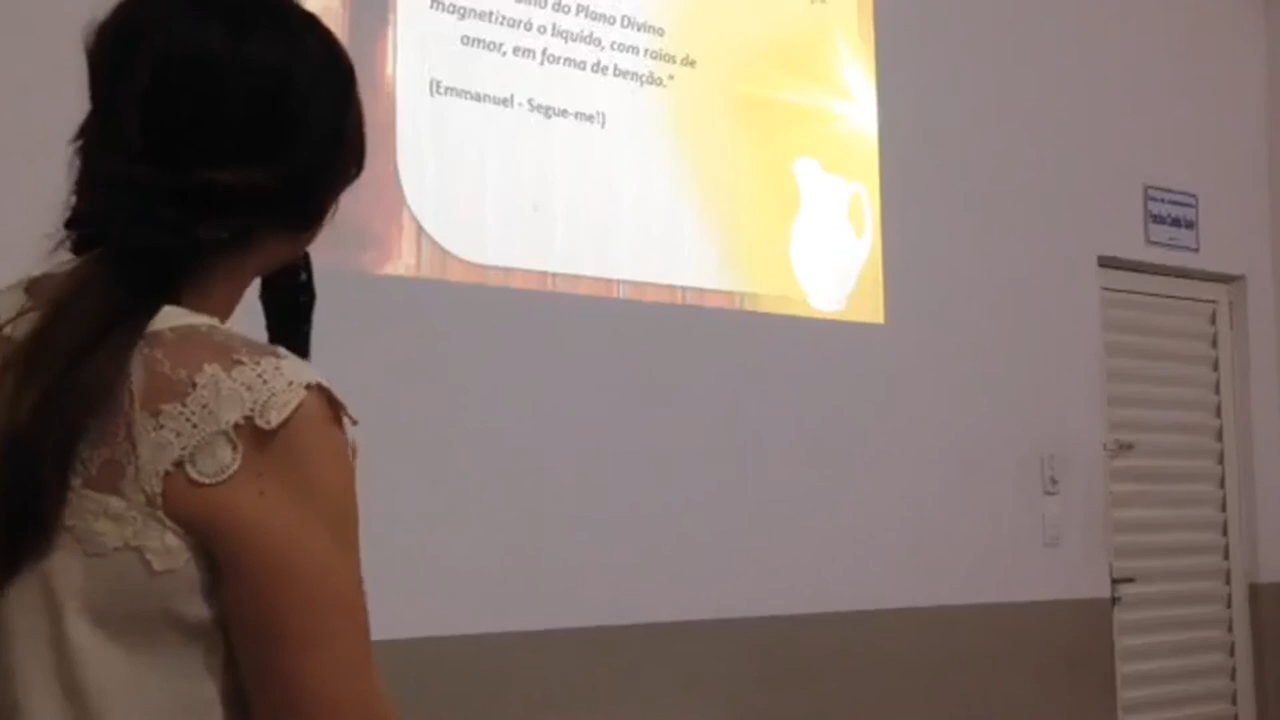 do Plano Divino
magnetizará o líquido, com raios de
amor, em forma de benção."
(Emmanuel - Segue-me!)